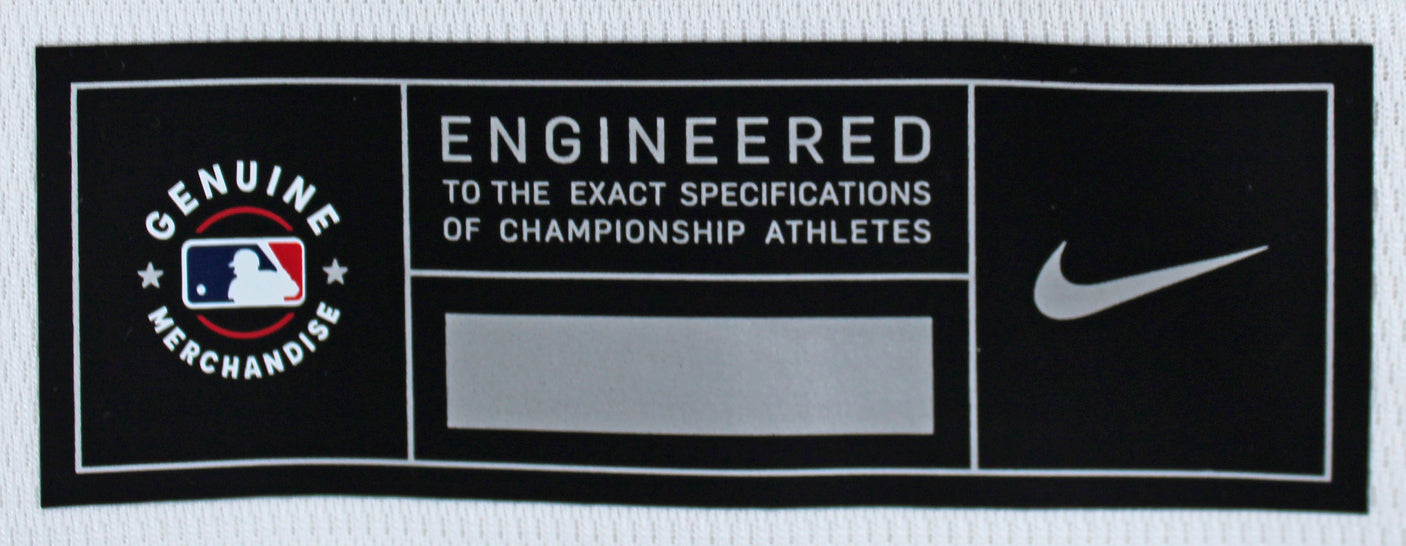 GENUINE
MERCHANDISE
ENGINEERED
TO THE EXACT SPECIFICATIONS
OF CHAMPIONSHIP ATHLETES